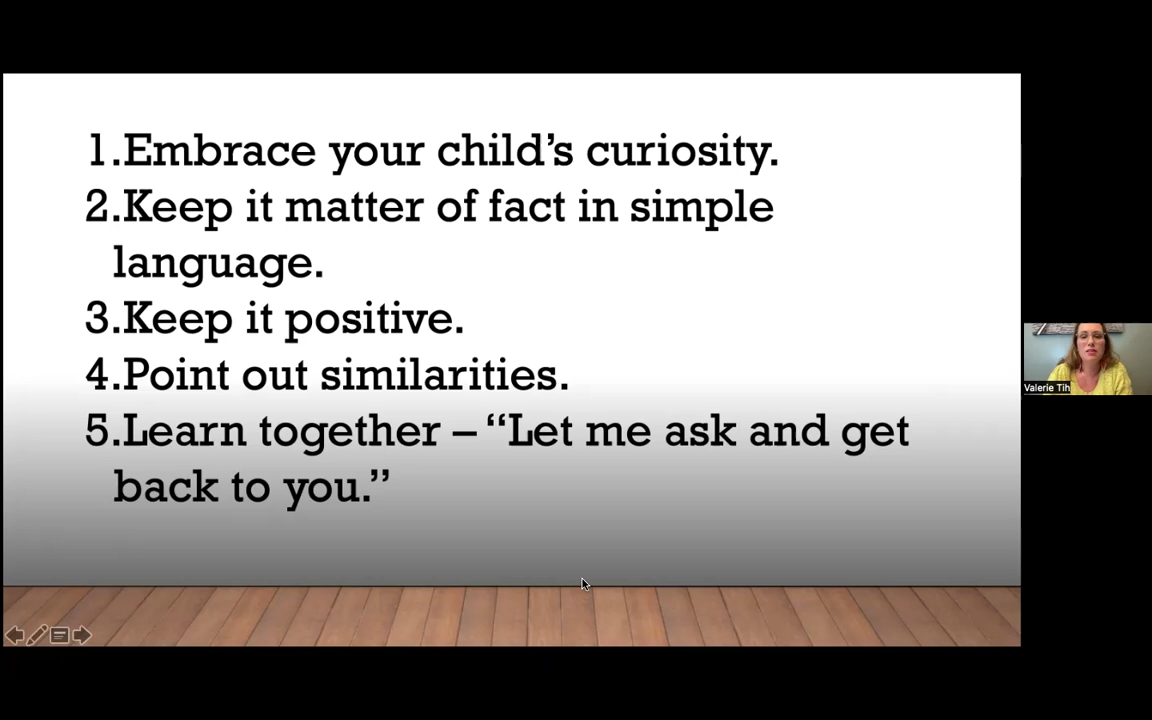 1.Embrace your child’s curiosity.
2.Keep it matter of fact in simple
language.
3.Keep it positive.
4.Point out similarities.
5.Learn together – “Let me ask and get
back to you.”
Valerie Tih